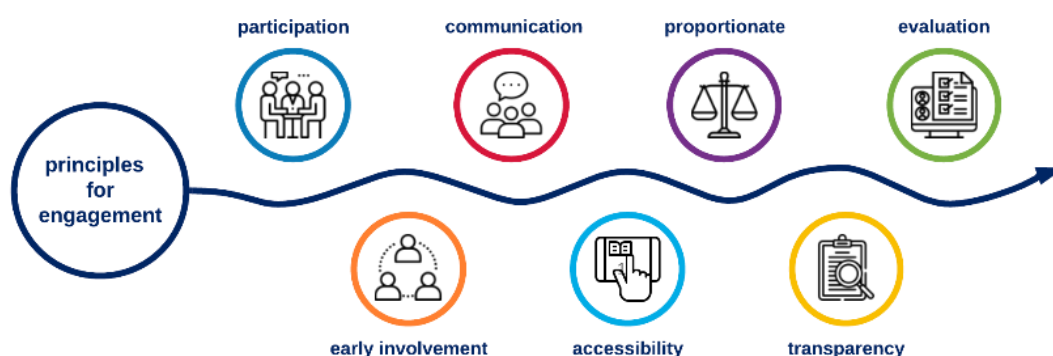 participation
communication
proportionate
evaluation
principles
for
engagement
early involvement
accessibility
transparency